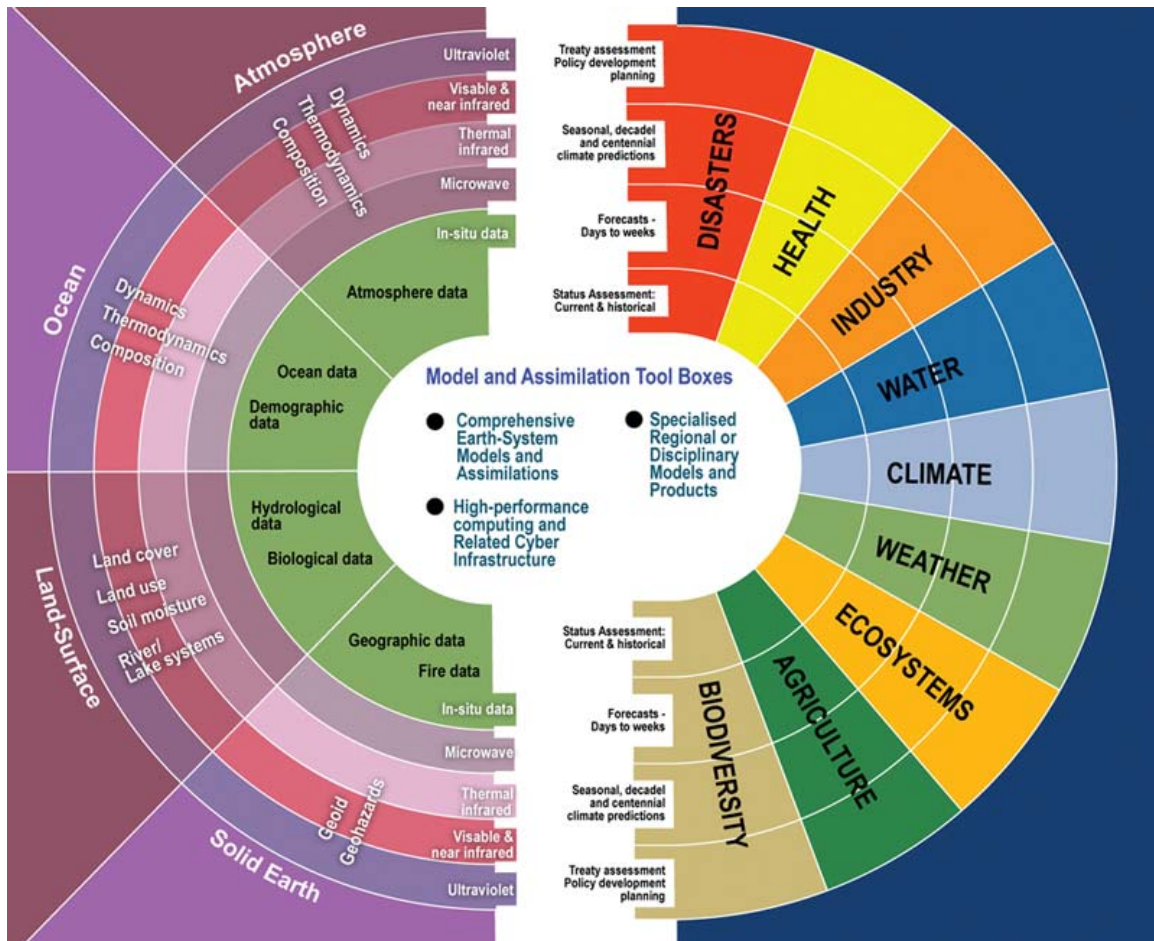 Atmosphere
Ocean
Land-Surface
Solid Earth
Ultraviolet
Visable &
near infrared
Thermal
infrared
Microwave
In-situ data
Dynamics
Thermodynamics
Composition
Atmosphere data
Dynamics
Thermodynamics
Composition
Ocean data
Demographic
data
Hydrological
data
Biological data
Land cover
Land use
Soil moisture
River/
Lake systems
Geographic data
Fire data
In-situ data
Microwave
Thermal
infrared
Visable &
near infrared
Ultraviolet
Geoid
Geohazards
Model and Assimilation Tool Boxes
Comprehensive
Earth-System
Models and
Assimilations
High-performance
computing and
Related Cyber
Infrastructure
Specialised
Regional or
Disciplinary
Models and
Products
Treaty assessment
Policy development
planning
Seasonal, decadel
and centennial
climate predictions
Forecasts -
Days to weeks
Status Assessment:
Current & historical
DISASTERS
HEALTH
INDUSTRY
WATER
CLIMATE
WEATHER
ECOSYSTEMS
AGRICULTURE
BIODIVERSITY
Status Assessment:
Current & historical
Forecasts -
Days to weeks
Seasonal, decadel
and centennial
climate predictions
Treaty assessment
Policy development
planning